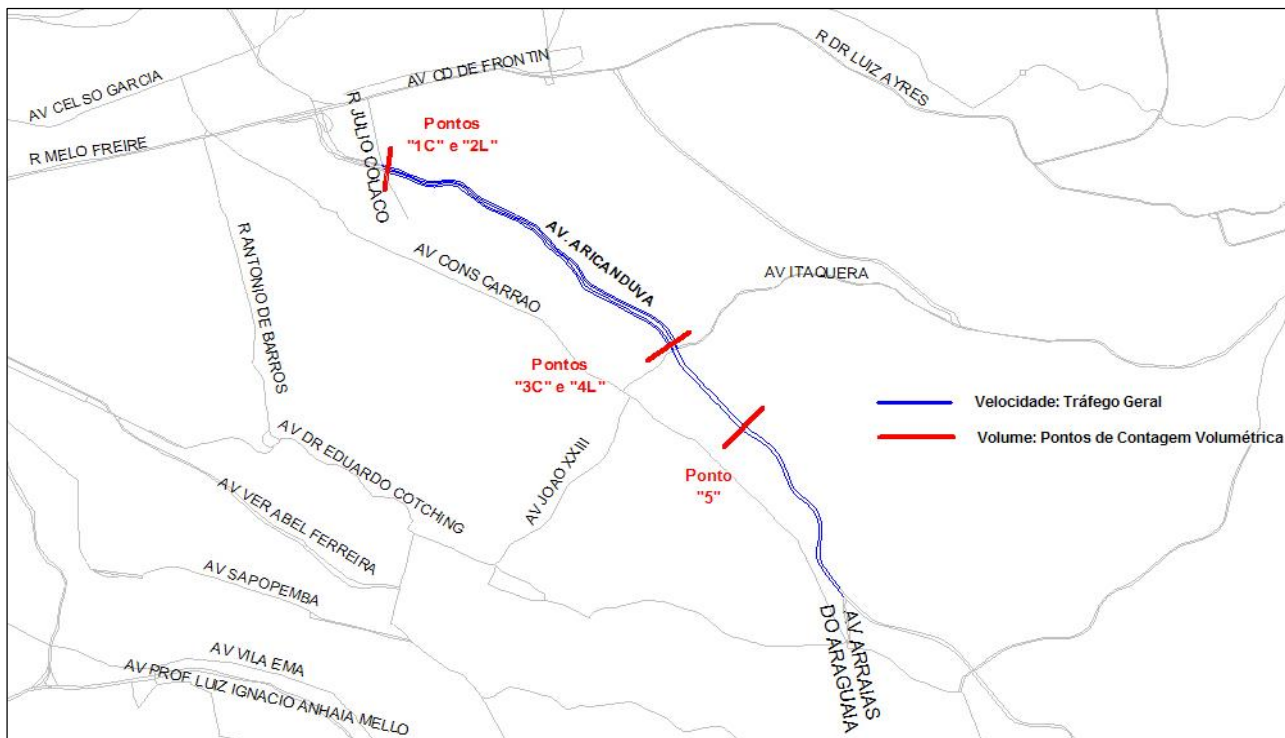 R DR LUIZ AYRES
AV CD DE FRONTIN
AV CELSO GARCIA
R MELO FREIRE
R JULIO COLACO
Pontos
"1C" e "2L"
AV. ARICANDUVA
AV CONS CARRAO
R ANTONIO DE BARROS
AV ITAQUERA
Pontos
"3C" e "4L"
Velocidade: Tráfego Geral
Volume: Pontos de Contagem Volumétrica
Ponto
"5"
AV JOAO XXIII
AV DR EDUARDO COTCHING
AV VER ABEL FERREIRA
AV SAPOPEMBA
AV VILA EMA
AV PROF LUIZ IGNACIO ANHAIA MELLO
AV ARRAIAS
DO ARAGUAIA